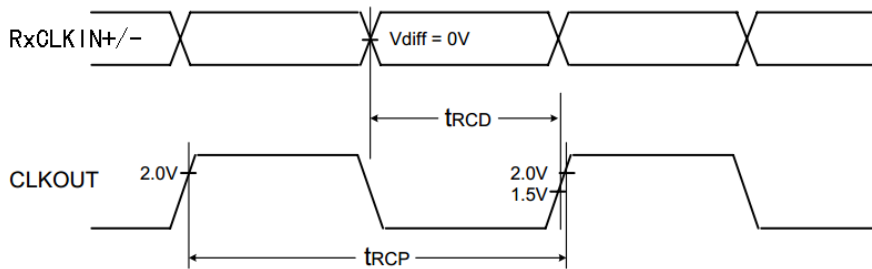 RxCLKIN+/-
Vdiff = 0V
tRCD
CLKOUT
2.0V
2.0V
1.5V
tRCP